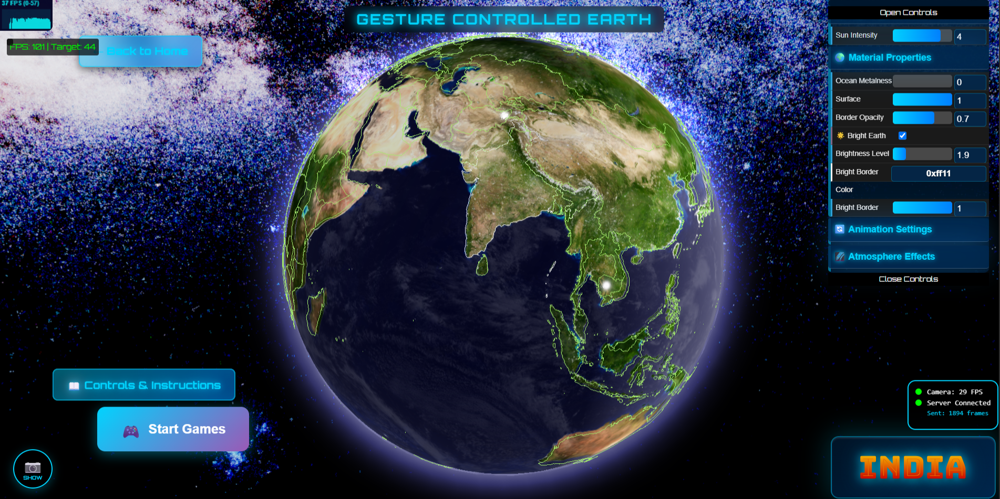 37 FPS (0-57)
GESTURE CONTROLLED EARTH
FPS: 101 | Target: 44
Back to Home
Open Controls
Sun Intensity 4
Material Properties
Ocean Metalness 0
Surface 1
Border Opacity 0.7
Bright Earth
Brightness Level 1.9
Bright Border 0xff11
Color
Bright Border 1
Animation Settings
Atmosphere Effects
Close Controls
Controls & Instructions
Start Games
SHOW
Camera: 29 FPS
Server Connected
Sent: 1894 frames
INDIA